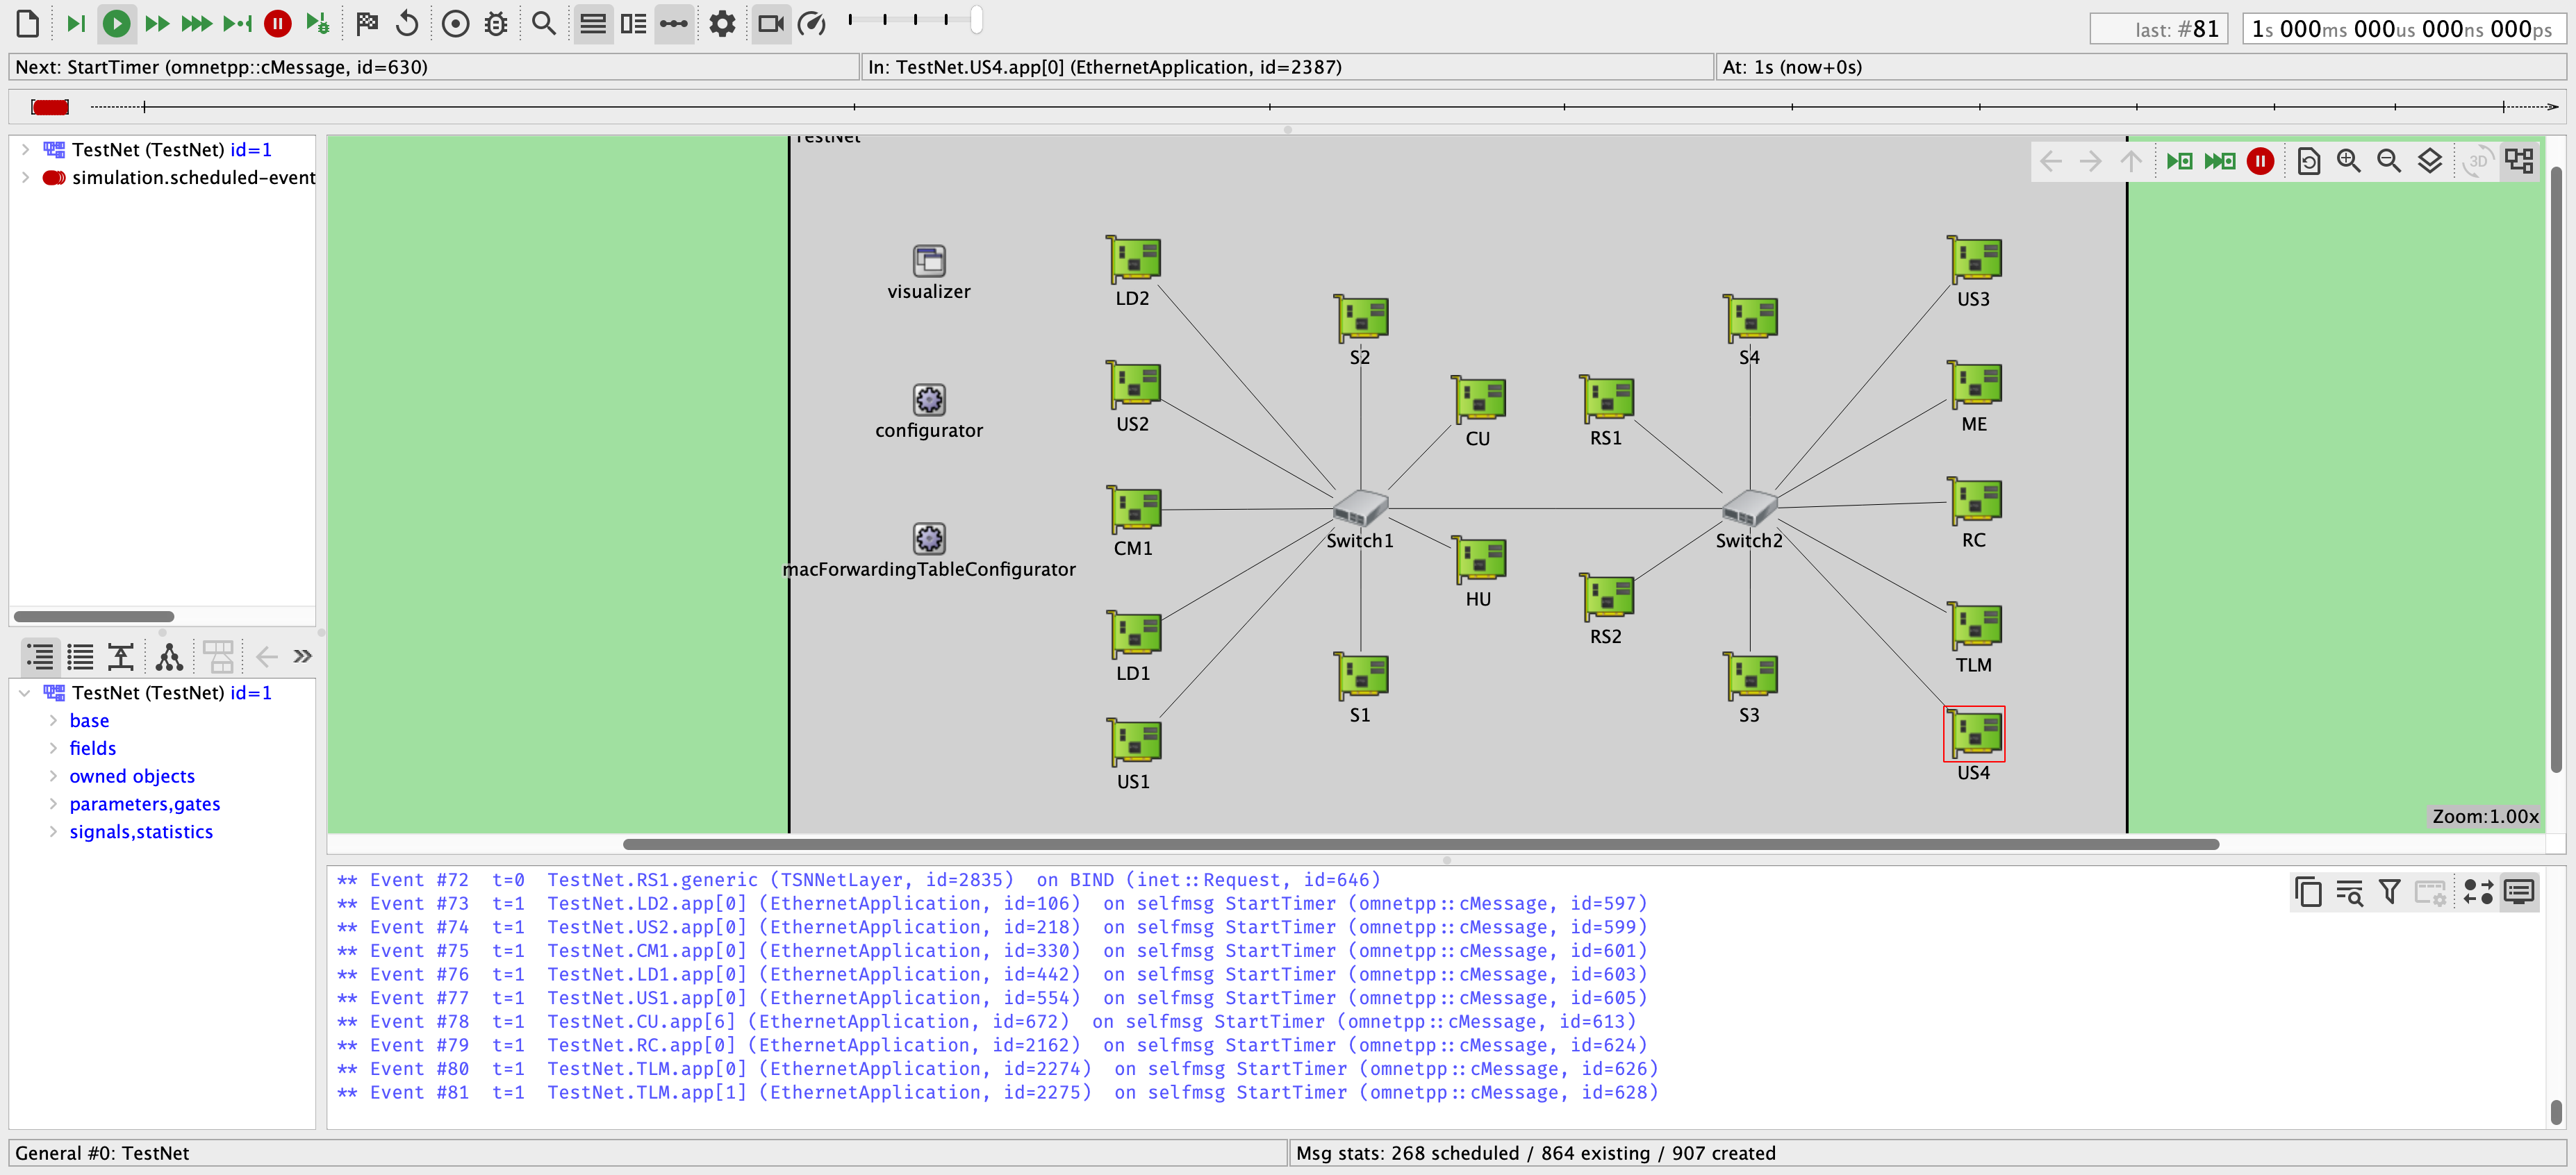 last: #81
1s 000ms 000us 000ns 000ps
Next: StartTimer (omnetpp::cMessage, id=630)
In: TestNet.US4.app[0] (EthernetApplication, id=2387)
At: 1s (now+0s)
TestNet (TestNet) id=1
simulation.scheduled-event
TestNet
3D
visualizer
configurator
macForwardingTableConfigurator
LD2
US2
CM1
LD1
US1
S2
CU
Switch1
HU
S1
RS1
S4
Switch2
RS2
S3
US3
ME
RC
TLM
US4
Zoom:1.00x
TestNet (TestNet) id=1
base
fields
owned objects
parameters,gates
signals,statistics
** Event #72 t=0 TestNet.RS1.generic (TSNNetLayer, id=2835) on BIND (inet::Request, id=646)
** Event #73 t=1 TestNet.LD2.app[0] (EthernetApplication, id=106) on selfmsg StartTimer (omnetpp::cMessage, id=597)
** Event #74 t=1 TestNet.US2.app[0] (EthernetApplication, id=218) on selfmsg StartTimer (omnetpp::cMessage, id=599)
** Event #75 t=1 TestNet.CM1.app[0] (EthernetApplication, id=330) on selfmsg StartTimer (omnetpp::cMessage, id=601)
** Event #76 t=1 TestNet.LD1.app[0] (EthernetApplication, id=442) on selfmsg StartTimer (omnetpp::cMessage, id=603)
** Event #77 t=1 TestNet.US1.app[0] (EthernetApplication, id=554) on selfmsg StartTimer (omnetpp::cMessage, id=605)
** Event #78 t=1 TestNet.CU.app[6] (EthernetApplication, id=672) on selfmsg StartTimer (omnetpp::cMessage, id=613)
** Event #79 t=1 TestNet.RC.app[0] (EthernetApplication, id=2162) on selfmsg StartTimer (omnetpp::cMessage, id=624)
** Event #80 t=1 TestNet.TLM.app[0] (EthernetApplication, id=2274) on selfmsg StartTimer (omnetpp::cMessage, id=626)
** Event #81 t=1 TestNet.TLM.app[1] (EthernetApplication, id=2275) on selfmsg StartTimer (omnetpp::cMessage, id=628)
General #0: TestNet
Msg stats: 268 scheduled / 864 existing / 907 created